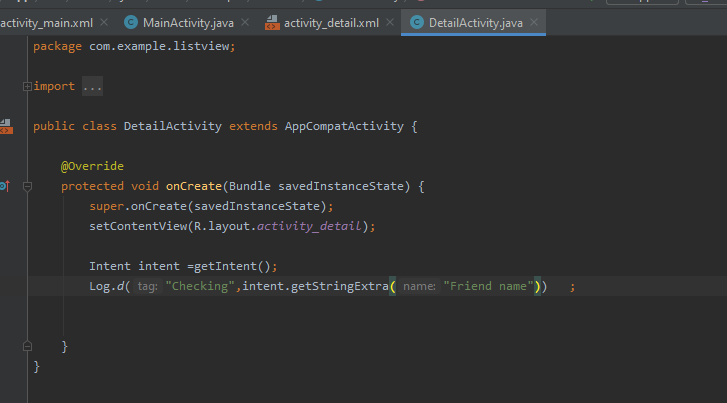 activity_main.xml MainActivity.java activity_detail.xml DetailActivity.java
package com.example.listview;
import ...
public class DetailActivity extends AppCompatActivity {
@Override
protected void onCreate(Bundle savedInstanceState) {
super.onCreate(savedInstanceState);
setContentView(R.layout.activity_detail);
Intent intent =getIntent();
Log.d( tag: "Checking",intent.getStringExtra( name: "Friend name")) ;
}
}